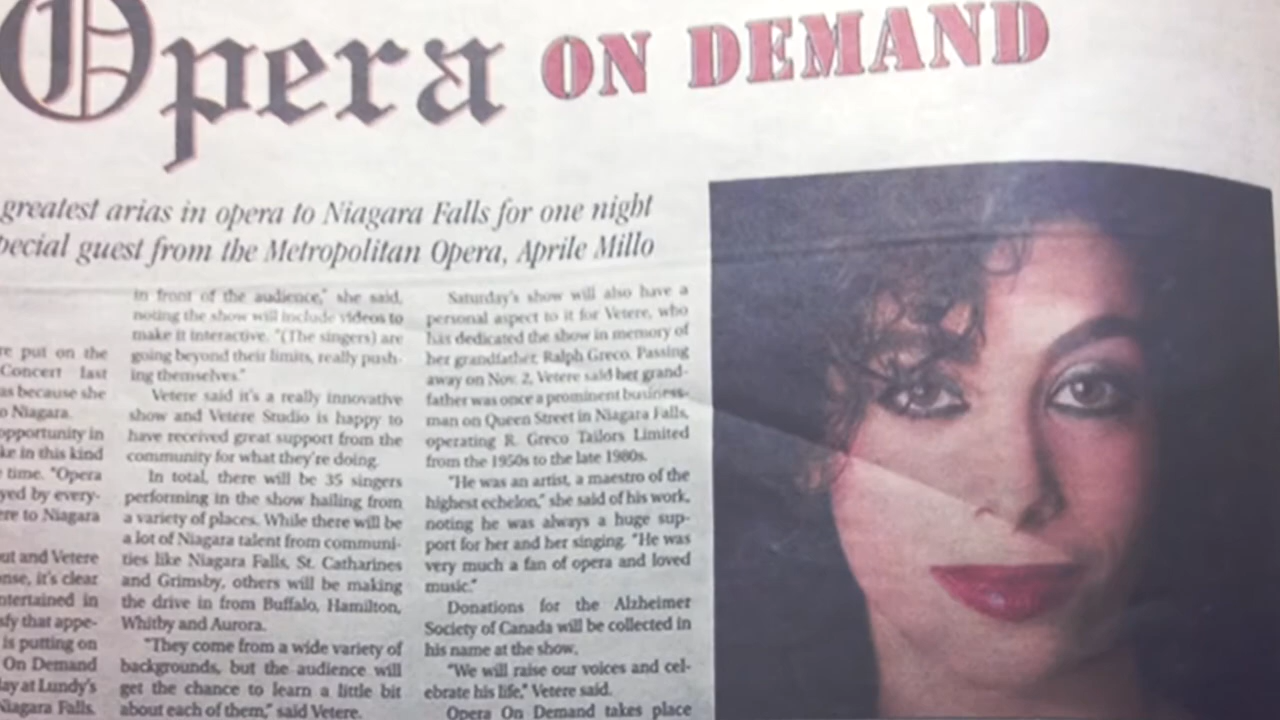 Opera ON DEMAND
greatest arias in opera to Niagara Falls for one night
pecial guest from the Metropolitan Opera, Aprile Millo
re put on the
Concert last
as because she
o Niagara.
opportunity in
ke in this kind
time. "Opera
yed by every-
ere to Niagara
ut and Vetere
nse, it's clear
ntertained in
sfy that appe-
is putting on
On Demand
lay at Lundy's
Niagara Falls.
in front of the audience," she said,
noting the show will include videos to
make it interactive. "(The singers) are
going beyond their limits, really push-
ing themselves."
Vetere said it's a really innovative
show and Vetere Studio is happy to
have received great support from the
community for what they're doing.
In total, there will be 35 singers
performing in the show hailing from
a variety of places. While there will be
a lot of Niagara talent from communi-
ties like Niagara Falls, St. Catharines
and Grimsby, others will be making
the drive in from Buffalo, Hamilton,
Whitby and Aurora.
"They come from a wide variety of
backgrounds, but the audience will
get the chance to learn a little bit
about each of them," said Vetere.
Saturday's show will also have a
personal aspect to it for Vetere, who
has dedicated the show in memory of
her grandfather, Ralph Greco. Passing
away on Nov. 2, Vetere said her grand-
father was once a prominent business-
man on Queen Street in Niagara Falls,
operating R. Greco Tailors Limited
from the 1950s to the late 1980s.
"He was an artist, a maestro of the
highest echelon," she said of his work,
noting he was always a huge sup-
port for her and her singing. "He was
very much a fan of opera and loved
music."
Donations for the Alzheimer
Society of Canada will be collected in
his name at the show.
"We will raise our voices and cel-
ebrate his life," Vetere said.
Opera On Demand takes place